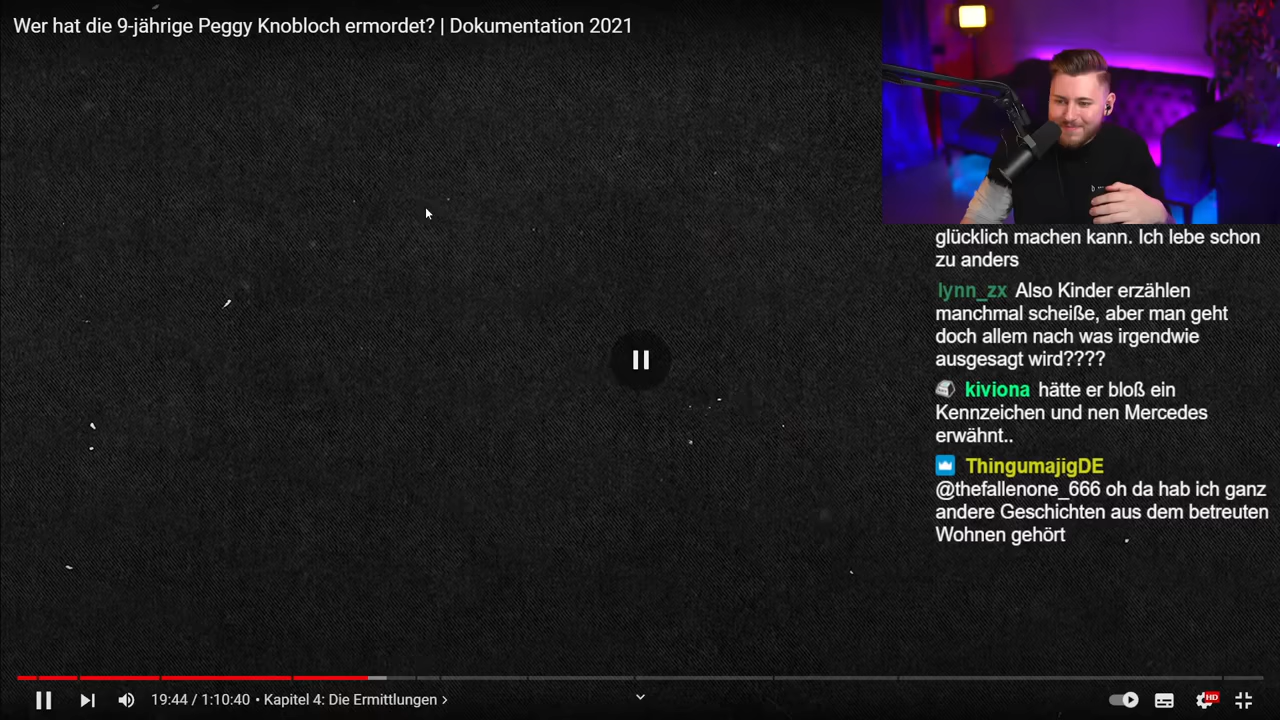 Wer hat die 9-jährige Peggy Knobloch ermordet? | Dokumentation 2021
glücklich machen kann. Ich lebe schon
zu anders
lynn_zx Also Kinder erzählen
manchmal scheiße, aber man geht
doch allem nach was irgendwie
ausgesagt wird????
kiviona hätte er bloß ein
Kennzeichen und nen Mercedes
erwähnt..
ThingumajigDE
@thefallenone_666 oh da hab ich ganz
andere Geschichten aus dem betreuten
Wohnen gehört
19:44 / 1:10:40 • Kapitel 4: Die Ermittlungen
HD